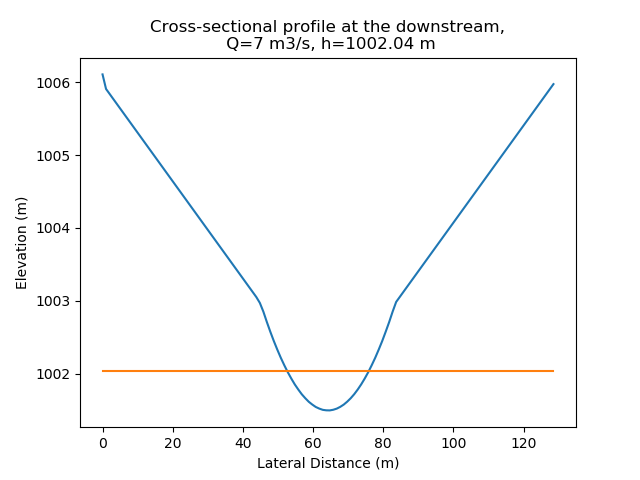 Cross-sectional profile at the downstream,
Q=7 m3/s, h=1002.04 m
1006
1005
1004
1003
1002
Elevation (m)
0 20 40 60 80 100 120
Lateral Distance (m)